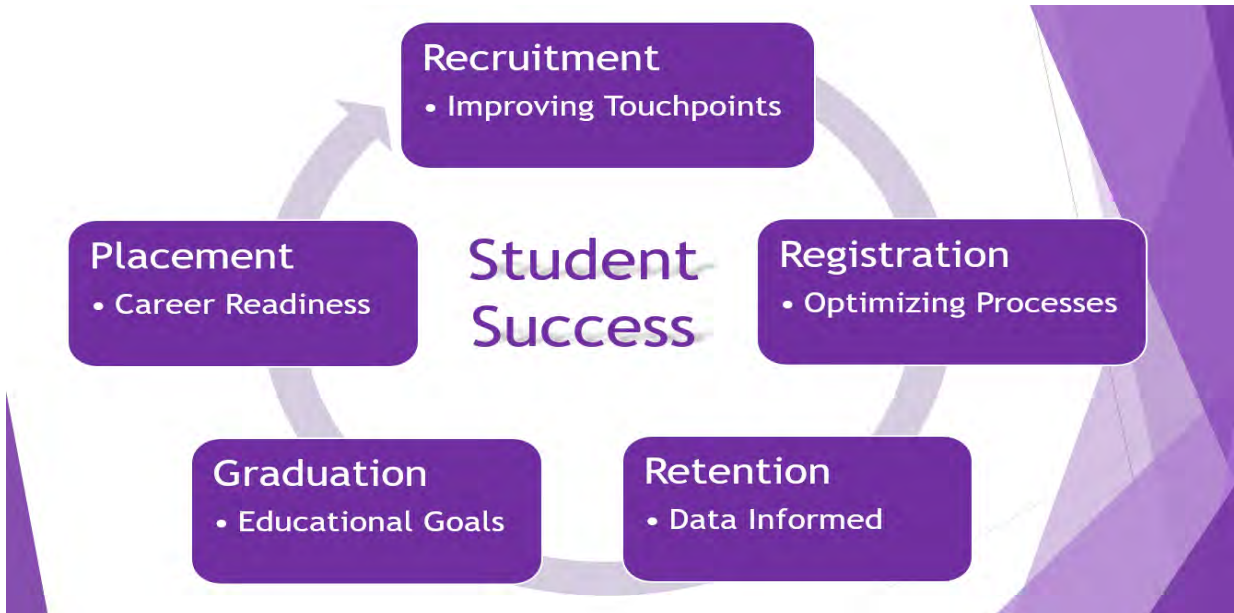 Recruitment
• Improving Touchpoints
Placement
• Career Readiness
Student
Success
Registration
• Optimizing Processes
Graduation
• Educational Goals
Retention
• Data Informed